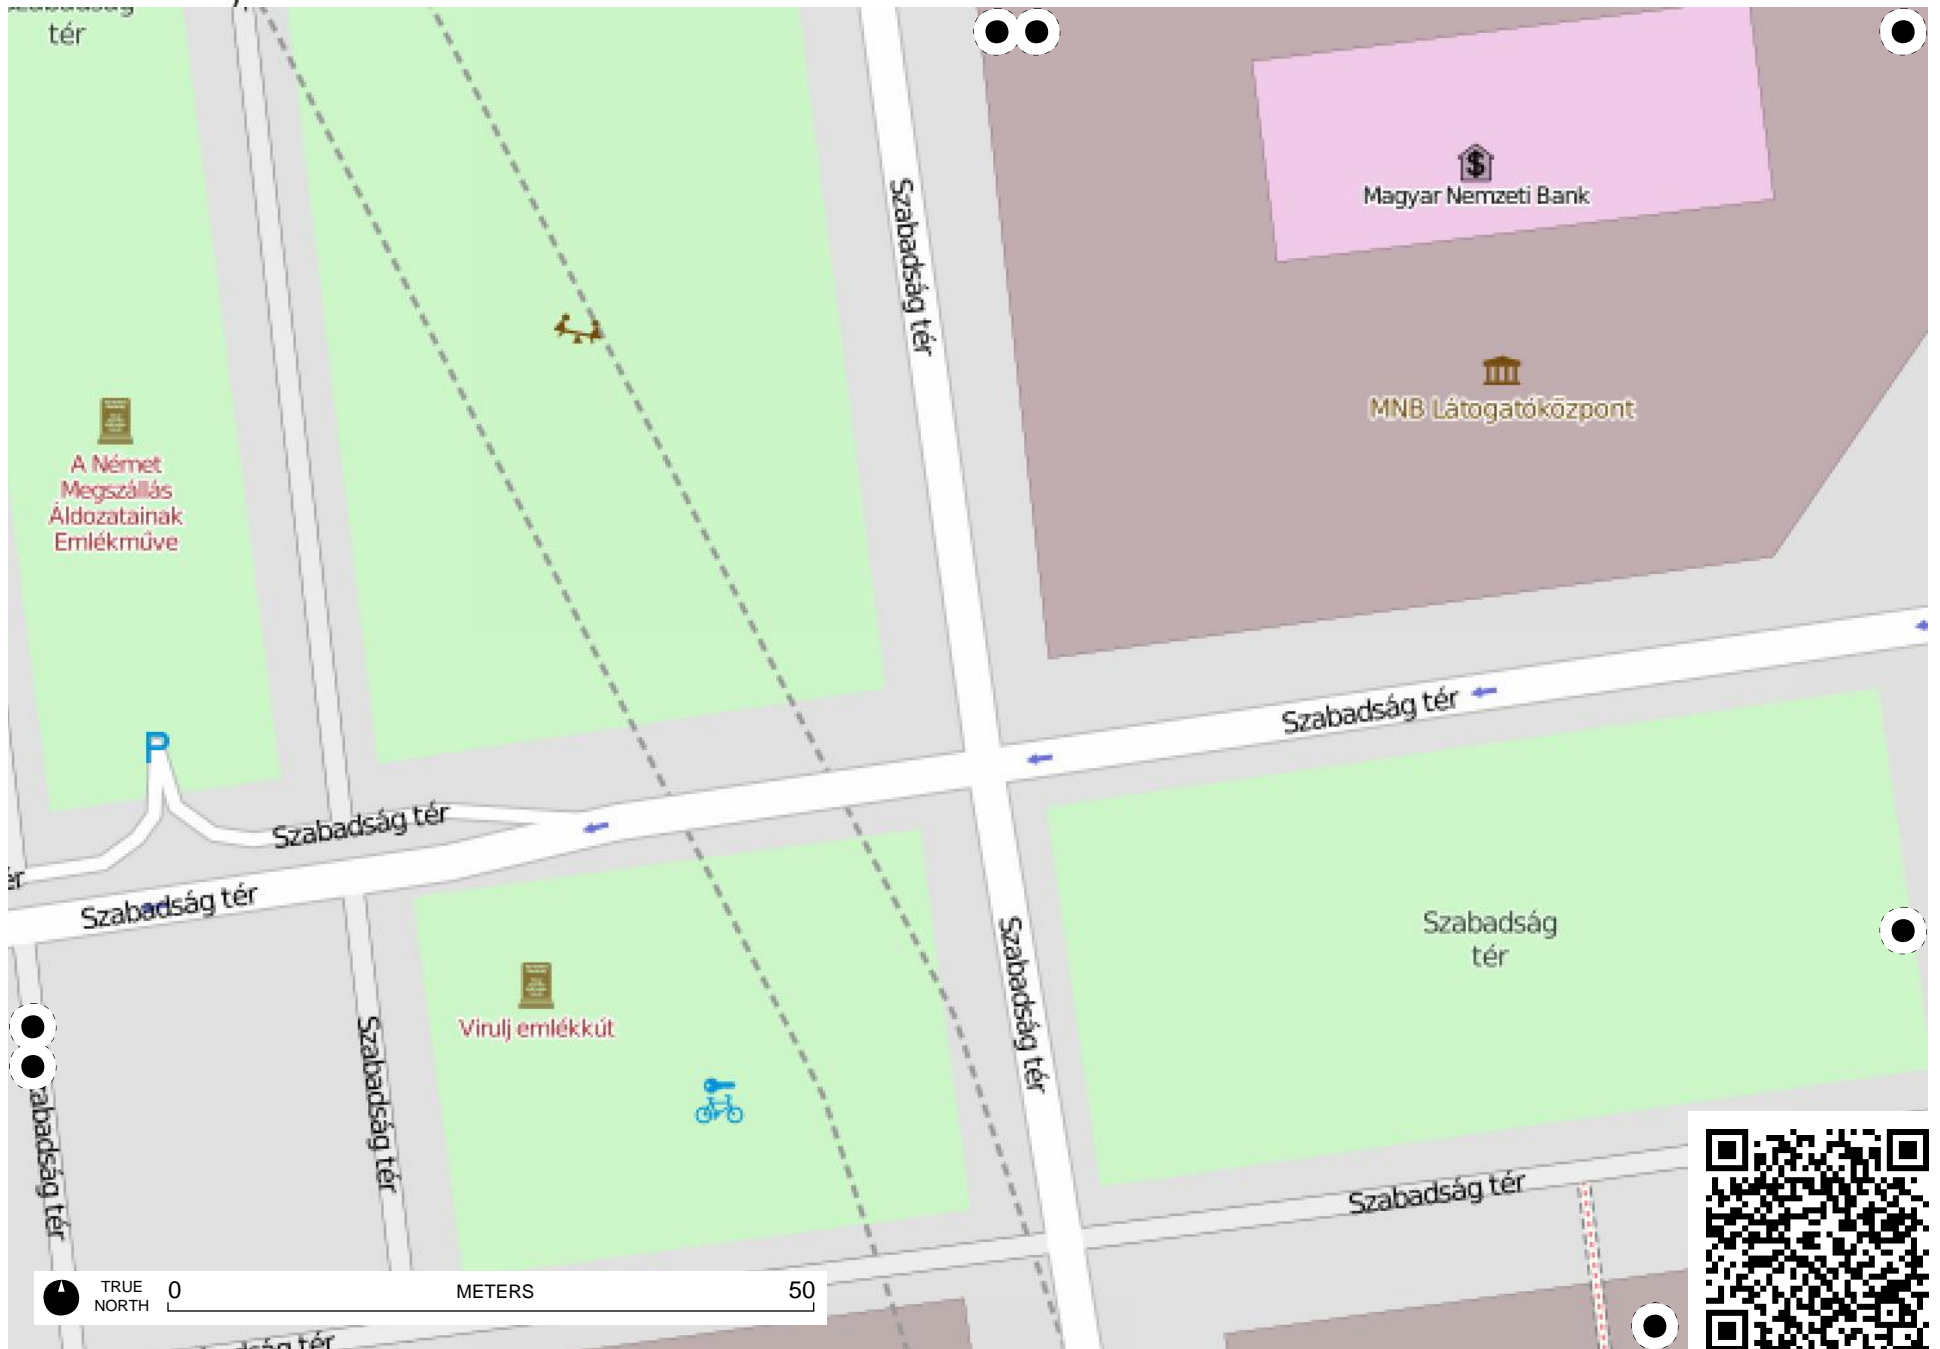 tér
Szabadság tér
Magyar Nemzeti Bank
MNB Látogatóközpont
A Német
Megszállás
Áldozatainak
Emlékműve
P
Szabadság tér
Szabadság tér
Szabadság tér
Szabadság
tér
Szabadság tér
Virulj emlékkút
Szabadság tér
Szabadság tér
TRUE
NORTH
0 METERS 50